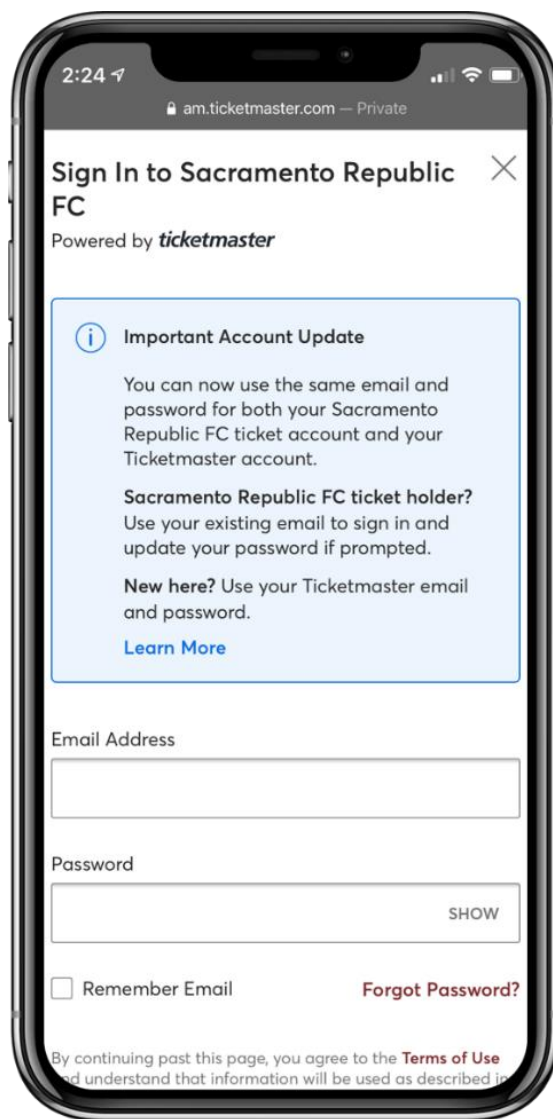 2:24
am.ticketmaster.com — Private
Sign In to Sacramento Republic
FC
Powered by ticketmaster
Important Account Update
You can now use the same email and
password for both your Sacramento
Republic FC ticket account and your
Ticketmaster account.
Sacramento Republic FC ticket holder?
Use your existing email to sign in and
update your password if prompted.
New here? Use your Ticketmaster email
and password.
Learn More
Email Address
Password
SHOW
Remember Email Forgot Password?
By continuing past this page, you agree to the Terms of Use
and understand that information will be used as described in